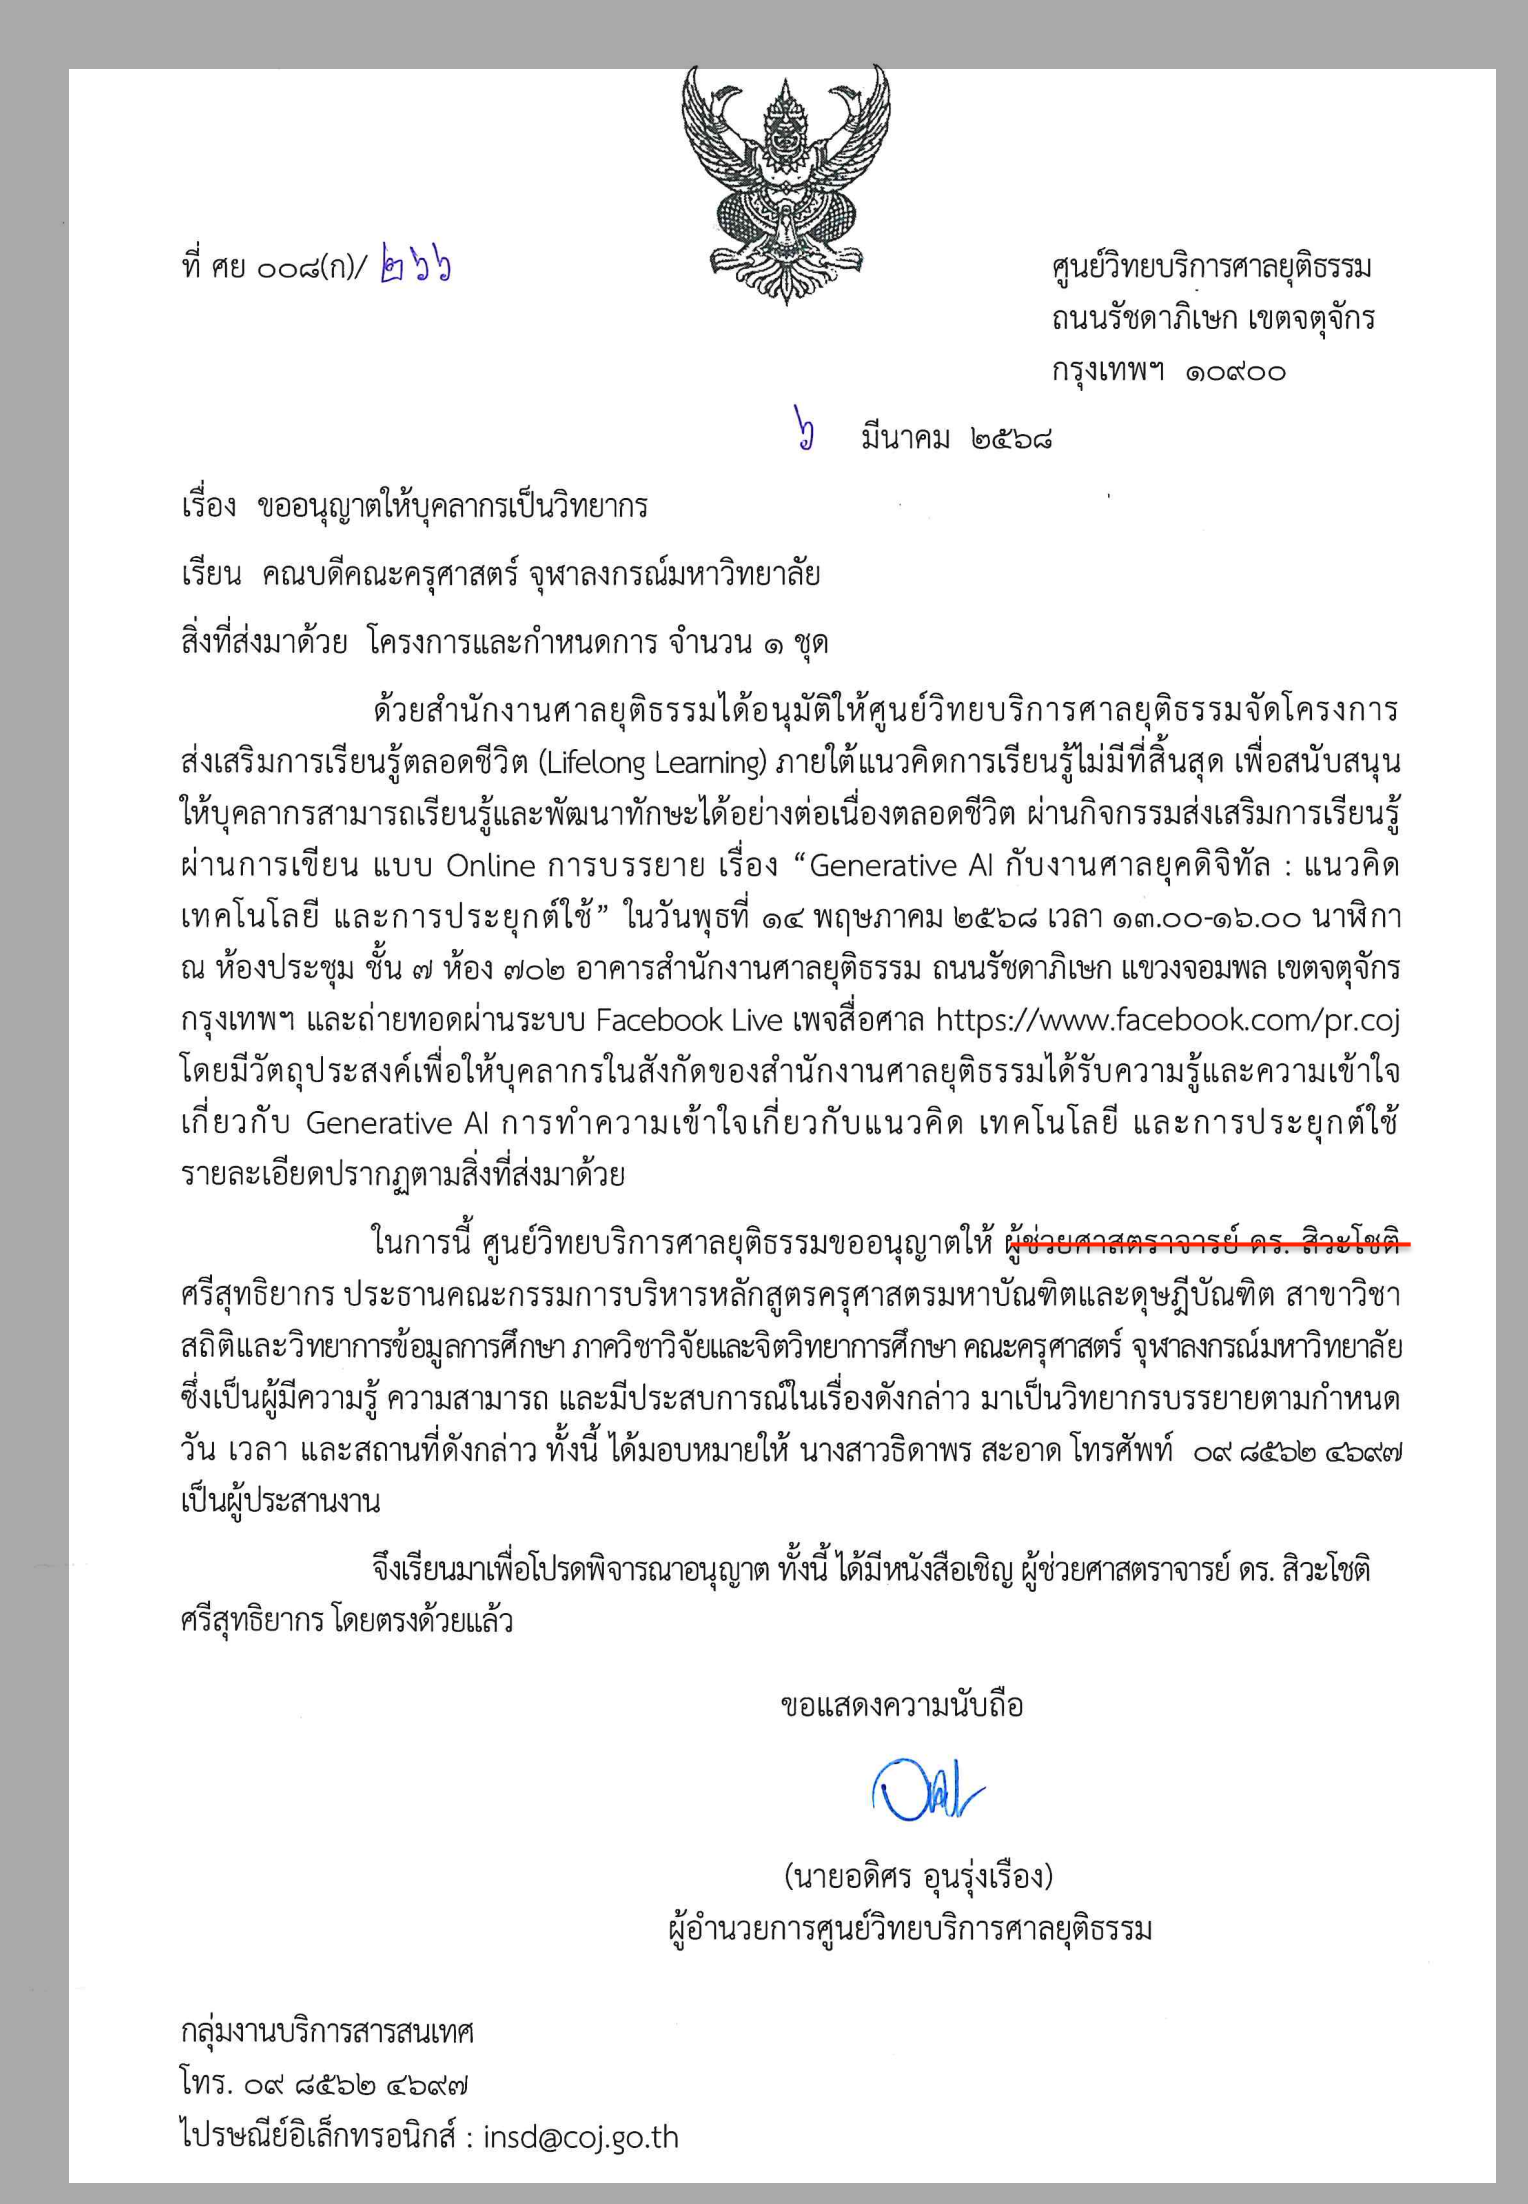 ที่ ศย ๐๐๘(ก)/ ๒๖๖
ศูนย์วิทยบริการศาลยุติธรรม
ถนนรัชดาภิเษก เขตจตุจักร
กรุงเทพฯ ๑๐๙๐๐
๖ มีนาคม ๒๕๖๘
เรื่อง ขออนุญาตให้บุคลากรเป็นวิทยากร
เรียน คณบดีคณะครุศาสตร์ จุฬาลงกรณ์มหาวิทยาลัย
สิ่งที่ส่งมาด้วย โครงการและกำหนดการ จำนวน ๑ ชุด
ด้วยสำนักงานศาลยุติธรรมได้อนุมัติให้ศูนย์วิทยบริการศาลยุติธรรมจัดโครงการ
ส่งเสริมการเรียนรู้ตลอดชีวิต (Lifelong Learning) ภายใต้แนวคิดการเรียนรู้ไม่มีที่สิ้นสุด เพื่อสนับสนุน
ให้บุคลากรสามารถเรียนรู้และพัฒนาทักษะได้อย่างต่อเนื่องตลอดชีวิต ผ่านกิจกรรมส่งเสริมการเรียนรู้
ผ่านการเขียน แบบ Online การบรรยาย เรื่อง “Generative AI กับงานศาลยุคดิจิทัล : แนวคิด
เทคโนโลยี และการประยุกต์ใช้” ในวันพุธที่ ๑๔ พฤษภาคม ๒๕๖๘ เวลา ๑๓.๐๐-๑๖.๐๐ นาฬิกา
ณ ห้องประชุม ชั้น ๗ ห้อง ๗๐๒ อาคารสำนักงานศาลยุติธรรม ถนนรัชดาภิเษก แขวงจอมพล เขตจตุจักร
กรุงเทพฯ และถ่ายทอดผ่านระบบ Facebook Live เพจสื่อศาล https://www.facebook.com/pr.coj
โดยมีวัตถุประสงค์เพื่อให้บุคลากรในสังกัดของสำนักงานศาลยุติธรรมได้รับความรู้และความเข้าใจ
เกี่ยวกับ Generative AI การทำความเข้าใจเกี่ยวกับแนวคิด เทคโนโลยี และการประยุกต์ใช้
รายละเอียดปรากฏตามสิ่งที่ส่งมาด้วย
ในการนี้ ศูนย์วิทยบริการศาลยุติธรรมขออนุญาตให้ ผู้ช่วยศาสตราจารย์ ดร. สิวะโชติ
ศรีสุทธิยากร ประธานคณะกรรมการบริหารหลักสูตรครุศาสตรมหาบัณฑิตและดุษฎีบัณฑิต สาขาวิชา
สถิติและวิทยาการข้อมูลการศึกษา ภาควิชาวิจัยและจิตวิทยาการศึกษา คณะครุศาสตร์ จุฬาลงกรณ์มหาวิทยาลัย
ซึ่งเป็นผู้มีความรู้ ความสามารถ และมีประสบการณ์ในเรื่องดังกล่าว มาเป็นวิทยากรบรรยายตามกำหนด
วัน เวลา และสถานที่ดังกล่าว ทั้งนี้ ได้มอบหมายให้ นางสาวธิดาพร สะอาด โทรศัพท์ ๐๙ ๘๕๖๒ ๔๖๙๗
เป็นผู้ประสานงาน
จึงเรียนมาเพื่อโปรดพิจารณาอนุญาต ทั้งนี้ ได้มีหนังสือเชิญ ผู้ช่วยศาสตราจารย์ ดร. สิวะโชติ
ศรีสุทธิยากร โดยตรงด้วยแล้ว
ขอแสดงความนับถือ
(นายอดิศร อุนรุ่งเรือง)
ผู้อำนวยการศูนย์วิทยบริการศาลยุติธรรม
กลุ่มงานบริการสารสนเทศ
โทร. ๐๙ ๘๕๖๒ ๔๖๙๗
ไปรษณีย์อิเล็กทรอนิกส์ : insd@coj.go.th